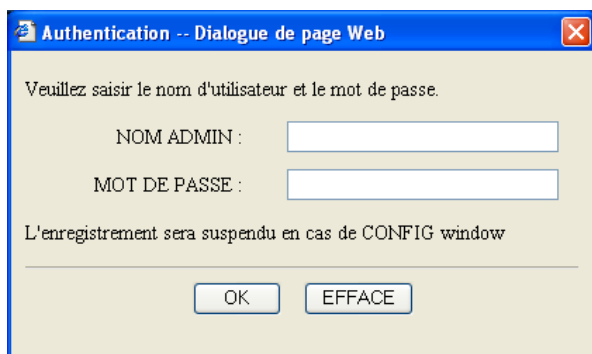 Authentication -- Dialogue de page Web
Veuillez saisir le nom d'utilisateur et le mot de passe.
NOM ADMIN :
MOT DE PASSE :
L'enregistrement sera suspendu en cas de CONFIG window
OK EFFACE